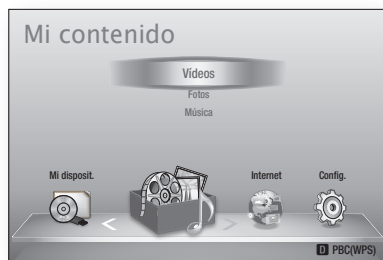 Mi contenido
Vídeos
Fotos
Música
Mi disposit.
Internet
Config.
D PBC(WPS)